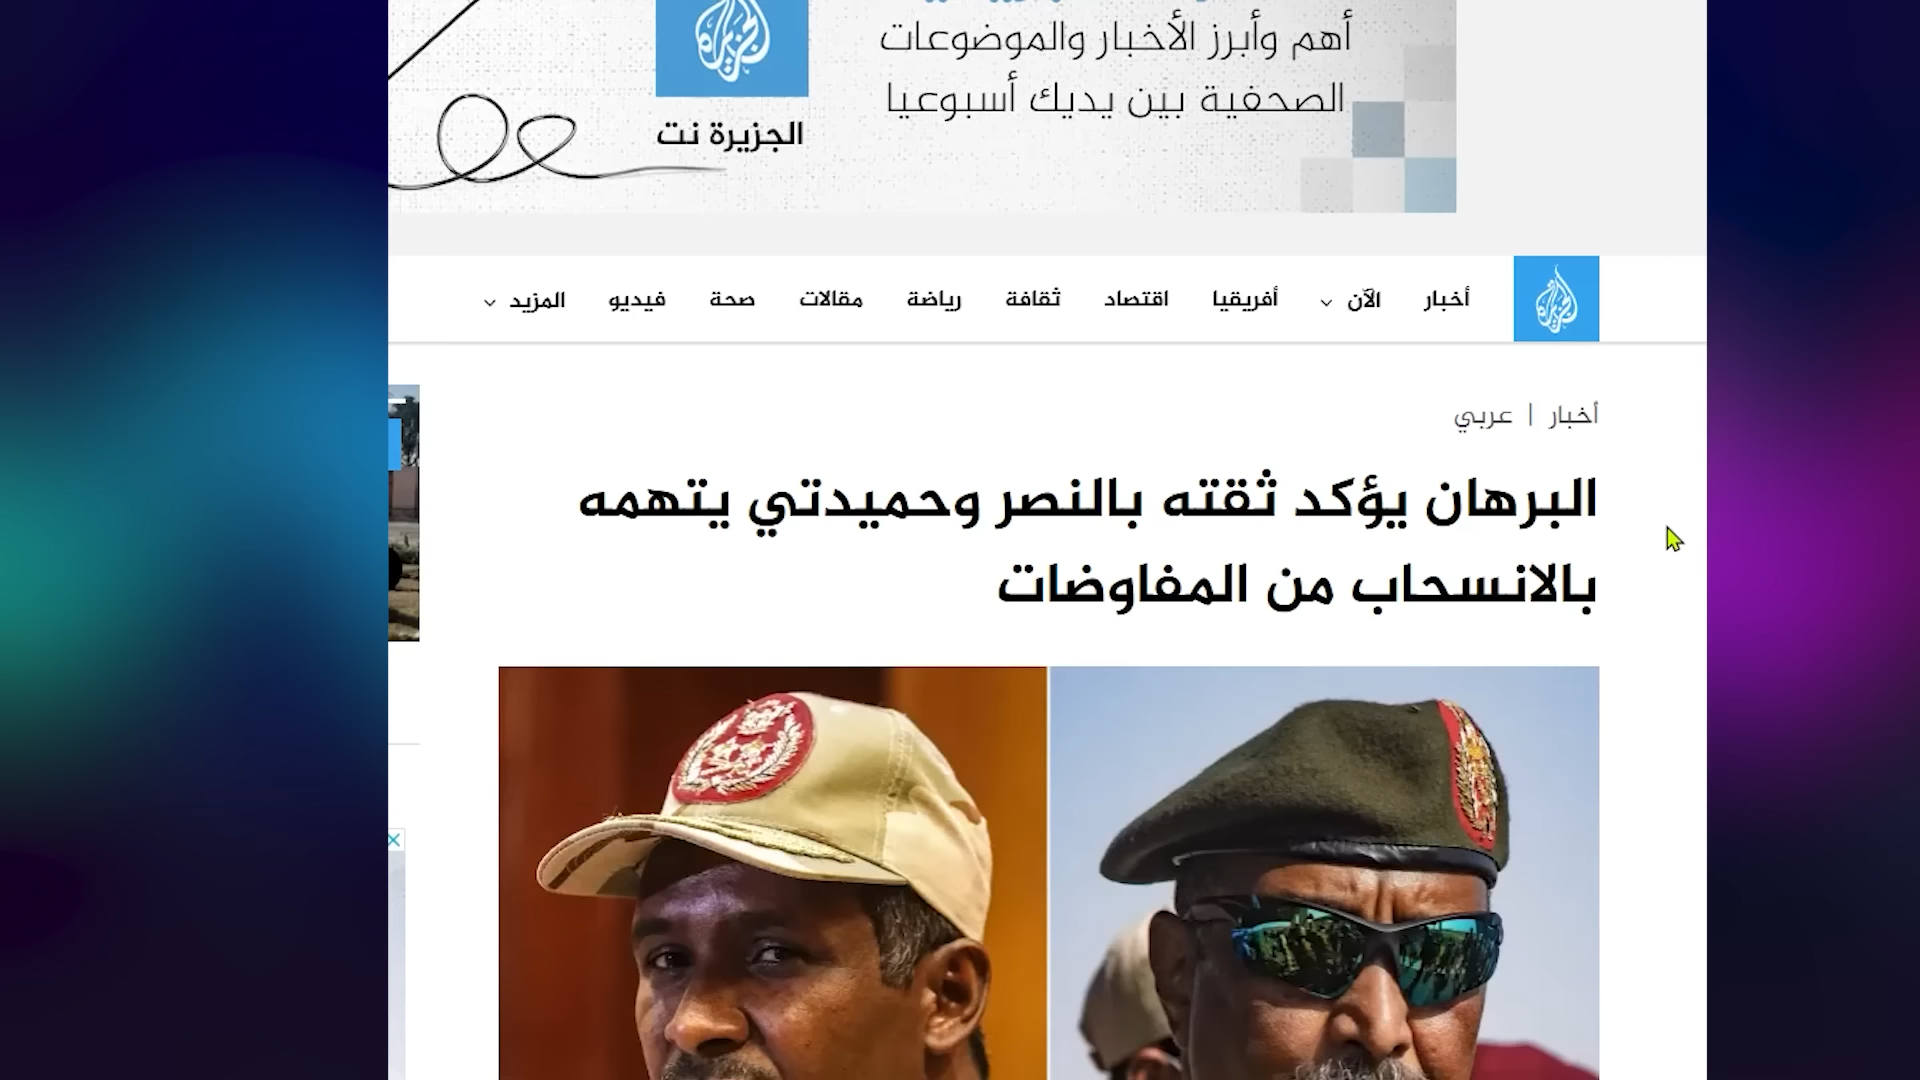 أهم وأبرز الأخبار والموضوعات
الصحفية بين يديك أسبوعيا
الجزيرة نت
أخبار الآن أفريقيا اقتصاد ثقافة رياضة مقالات صحة فيديو المزيد
أخبار | عربي
البرهان يؤكد ثقته بالنصر وحميدتي يتهمه
بالانسحاب من المفاوضات